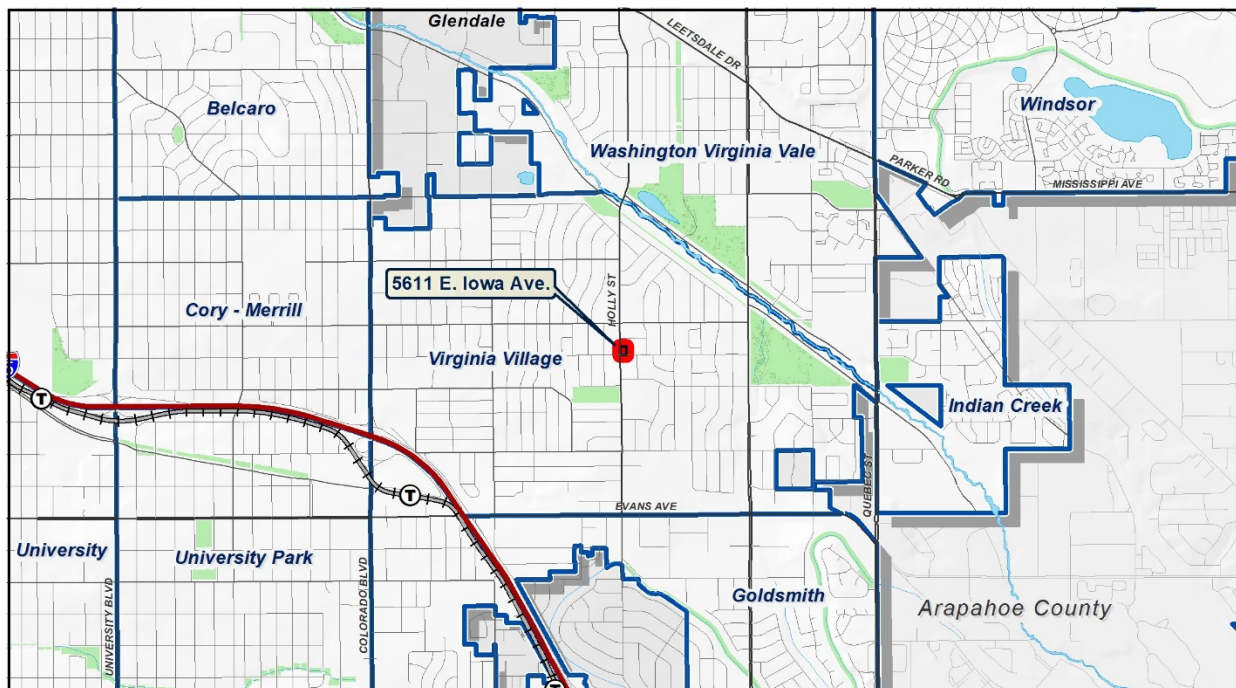 Glendale
LEETSDALE DR
Belcaro
Windsor
Washington Virginia Vale
PARKER RD
MISSISSIPPI AVE
5611 E. Iowa Ave.
HOLLY ST
Cory - Merrill
Virginia Village
T
Indian Creek
T
QUEBEC ST
EVANS AVE
University
University Park
UNIVERSITY BLVD
COLORADO BLVD
Goldsmith
Arapahoe County
T